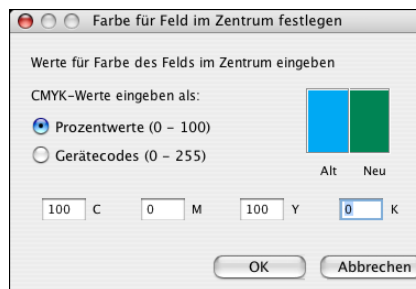 Farbe für Feld im Zentrum festlegen
Werte für Farbe des Felds im Zentrum eingeben
CMYK-Werte eingeben als:
Prozentwerte (0 – 100)
Gerätecodes (0 – 255)
Alt Neu
100 C 0 M 100 Y 0 K
OK Abbrechen